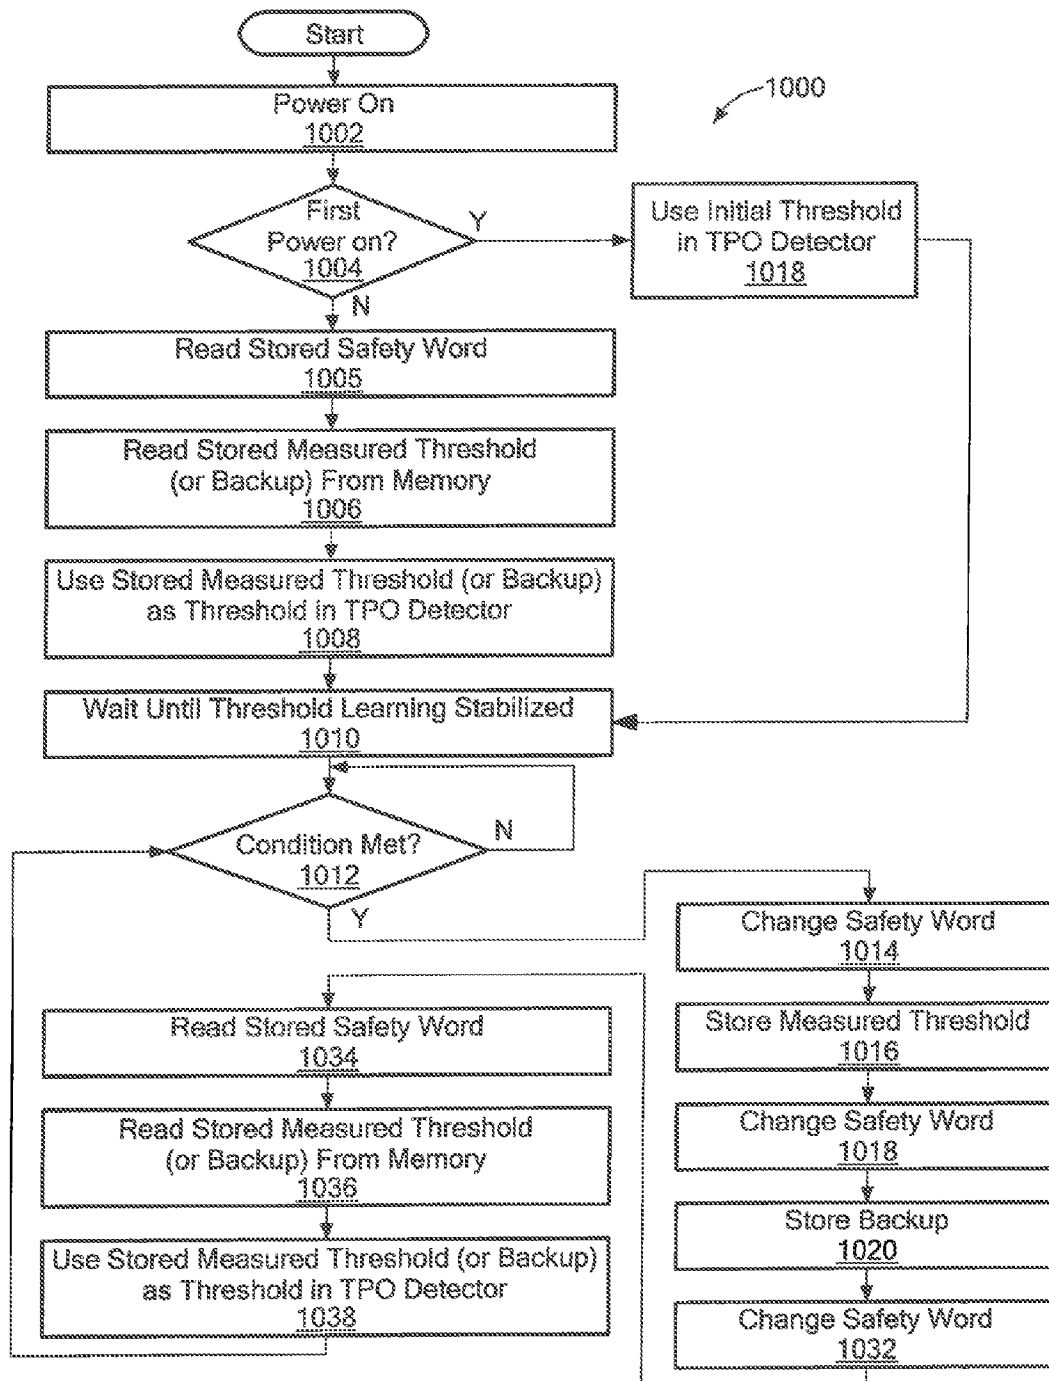 Start
1000
Power On
1002
First
Power on?
1004
Y
N
Use Initial Threshold
in TPO Detector
1018
Read Stored Safety Word
1005
Read Stored Measured Threshold
(or Backup) From Memory
1006
Use Stored Measured Threshold (or Backup)
as Threshold in TPO Detector
1008
Wait Until Threshold Learning Stabilized
1010
Condition Met?
1012
N
Y
Change Safety Word
1014
Store Measured Threshold
1016
Change Safety Word
1018
Store Backup
1020
Change Safety Word
1032
Read Stored Safety Word
1034
Read Stored Measured Threshold
(or Backup) From Memory
1036
Use Stored Measured Threshold (or Backup)
as Threshold in TPO Detector
1038